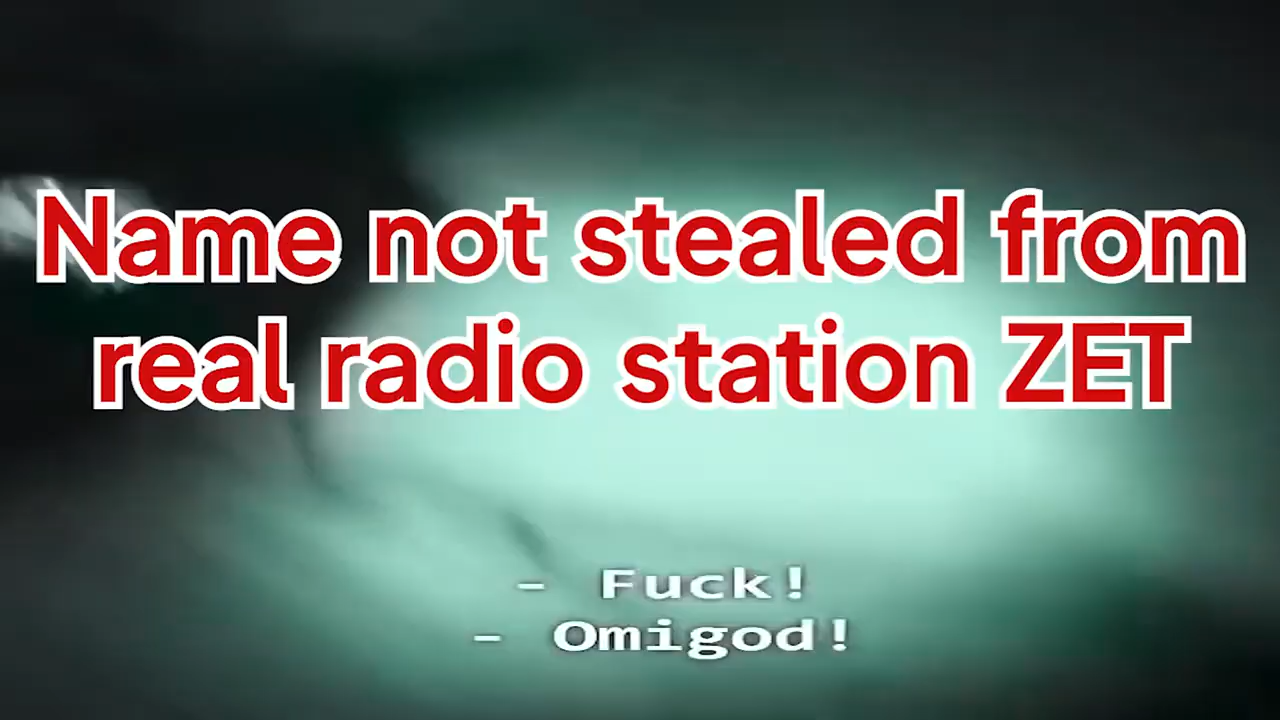 Name not stealed from
real radio station ZET
- Fuck!
- Omigod!